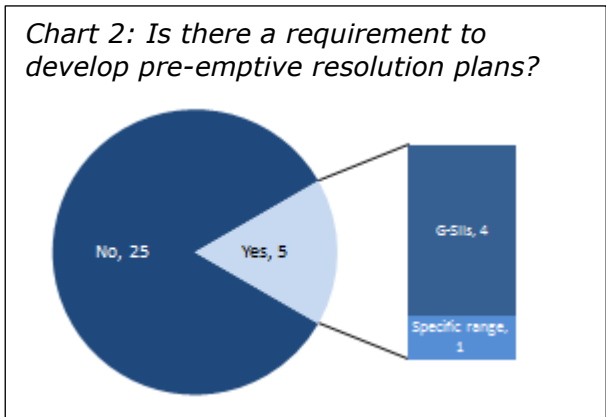 Chart 2: Is there a requirement to
develop pre-emptive resolution plans?
No, 25
Yes, 5
G-SIIs, 4
Specific range,
1